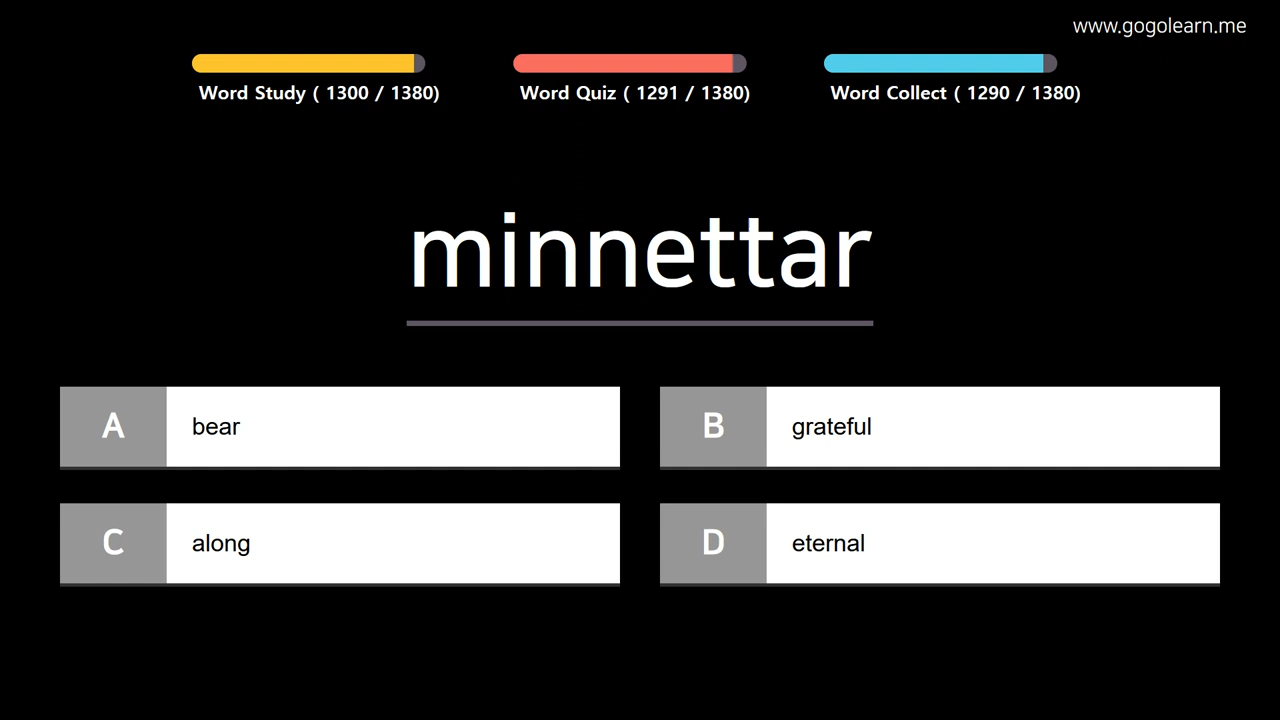 www.gogolearn.me
Word Study ( 1300 / 1380)
Word Quiz ( 1291 / 1380)
Word Collect ( 1290 / 1380)
minnettar
A bear
B grateful
C along
D eternal